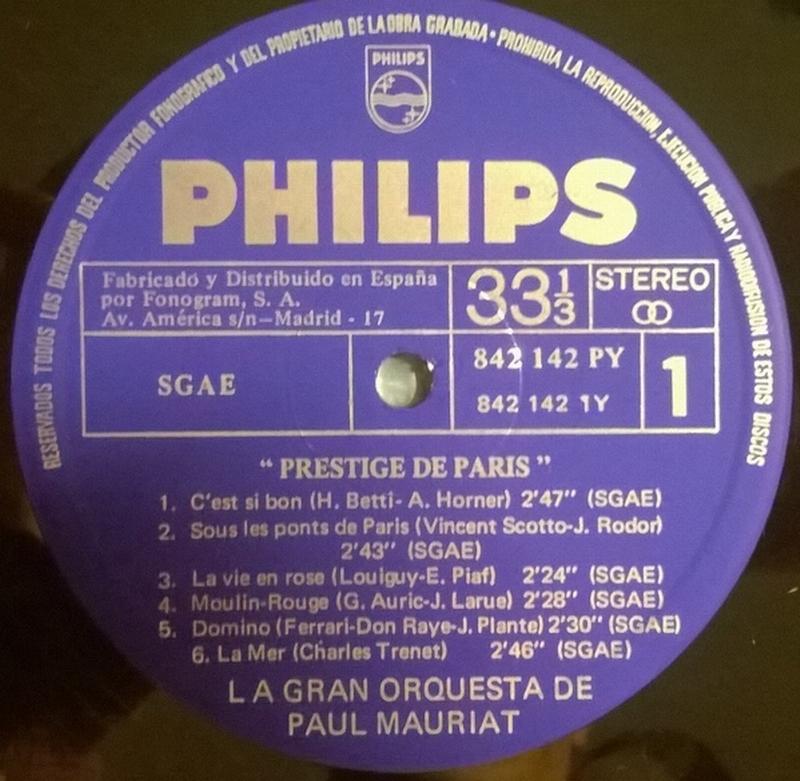 RESERVADOS TODOS LOS DERECHOS DEL PRODUCTOR FONOGRAFICO Y DEL PROPIETARIO DE LA OBRA GRABADA • PROHIBIDA LA REPRODUCCION, EJECUCION PUBLICA Y RADIODIFUSION DE ESTOS DISCOS
PHILIPS
PHILIPS
Fabricado y Distribuido en España
por Fonogram, S. A.
Av. América s/n—Madrid - 17
33 1/3
STEREO
SGAE
842 142 PY
842 142 1Y
1
“ PRESTIGE DE PARIS ”
1. C'est si bon (H. Betti- A. Horner) 2'47" (SGAE)
2. Sous les ponts de Paris (Vincent Scotto-J. Rodor)
2'43" (SGAE)
3. La vie en rose (Louiguy-E. Piaf) 2'24" (SGAE)
4. Moulin-Rouge (G. Auric-J. Larue) 2'28" (SGAE)
5. Domino (Ferrari-Don Raye-J. Plante) 2'30" (SGAE)
6. La Mer (Charles Trenet) 2'46" (SGAE)
LA GRAN ORQUESTA DE
PAUL MAURIAT